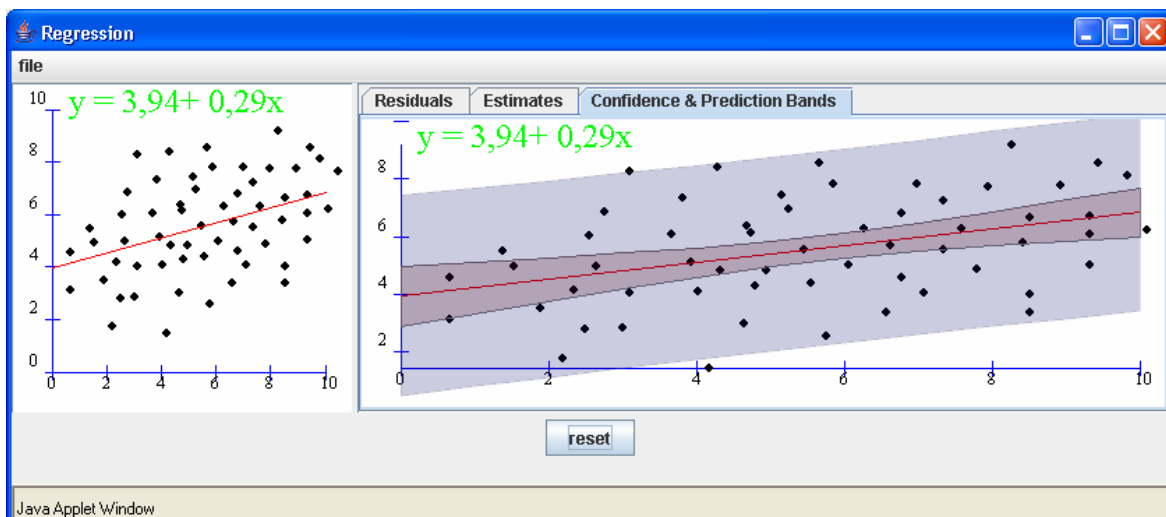 Regression
file
y = 3,94+ 0,29x
10
8
6
4
2
0
0 2 4 6 8 10
Residuals Estimates Confidence & Prediction Bands
y = 3,94+ 0,29x
8
6
4
2
0 2 4 6 8 10
reset
Java Applet Window